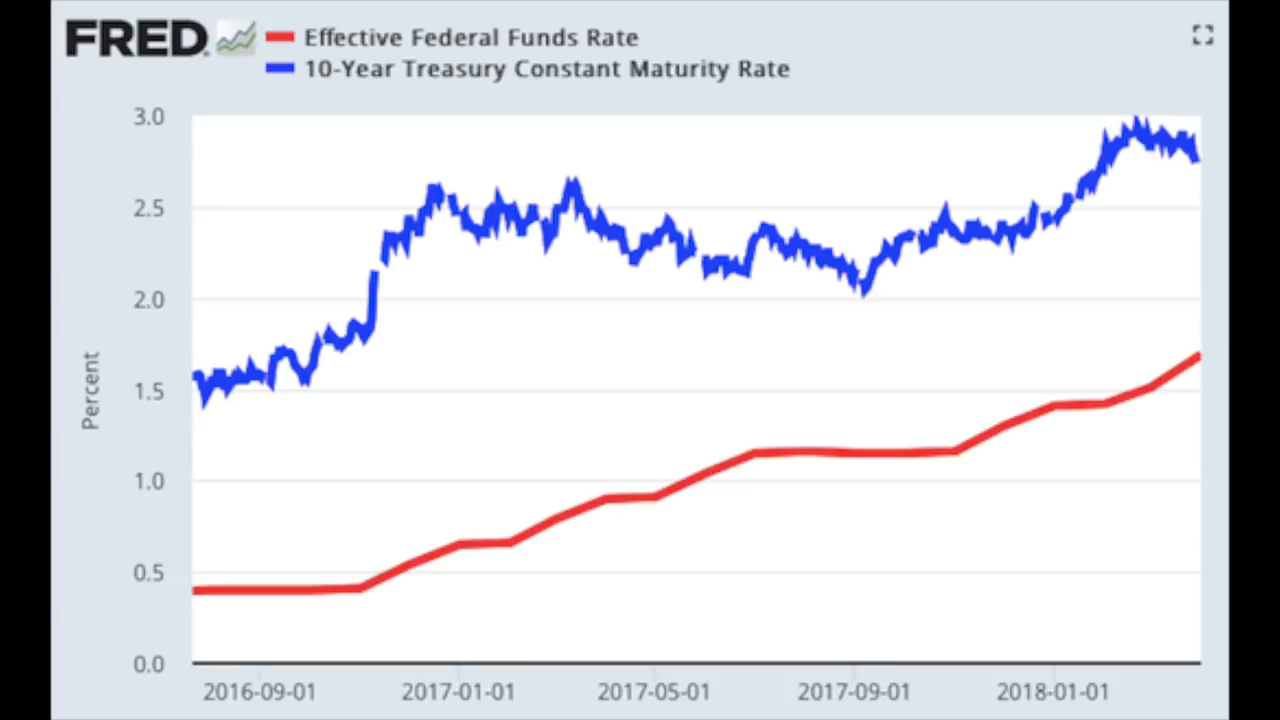 FRED
Effective Federal Funds Rate
10-Year Treasury Constant Maturity Rate
3.0
2.5
2.0
1.5
1.0
0.5
0.0
Percent
2016-09-01 2017-01-01 2017-05-01 2017-09-01 2018-01-01